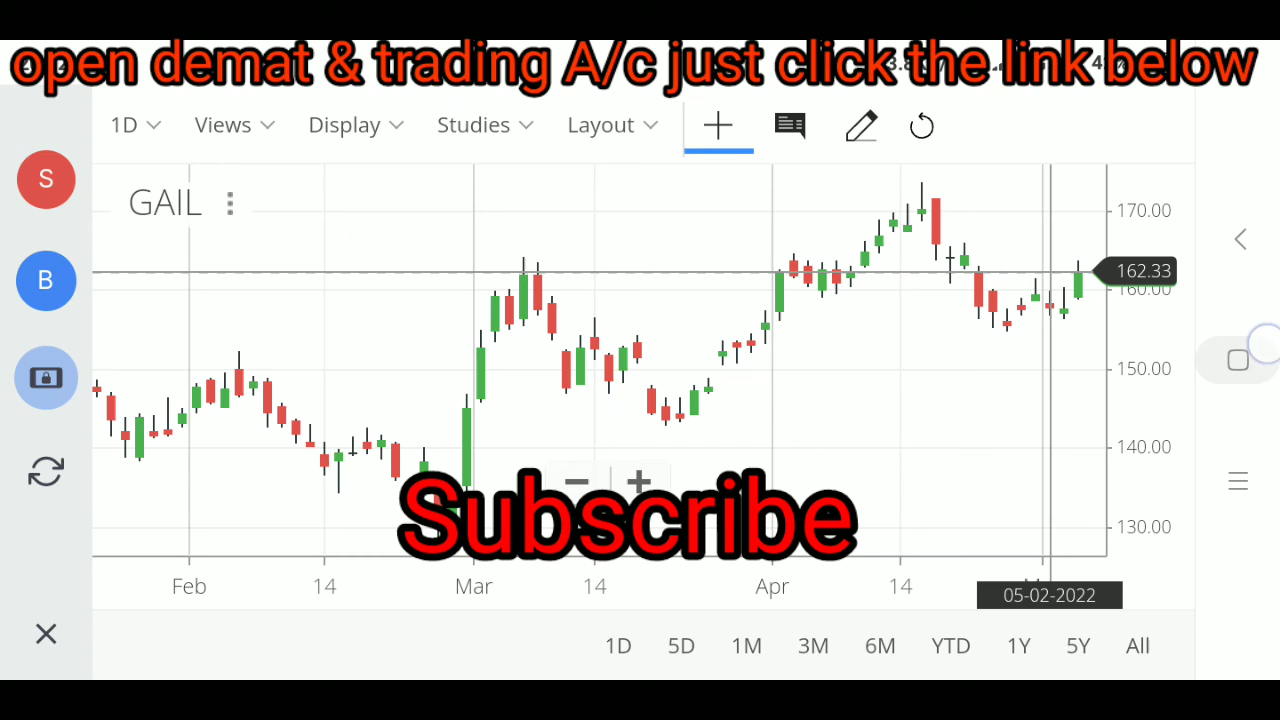 open demat & trading A/c just click the link below
1D Views Display Studies Layout
S
GAIL
170.00
B
162.33
160.00
150.00
140.00
Subscribe
130.00
Feb 14 Mar 14 Apr 14
05-02-2022
1D 5D 1M 3M 6M YTD 1Y 5Y All